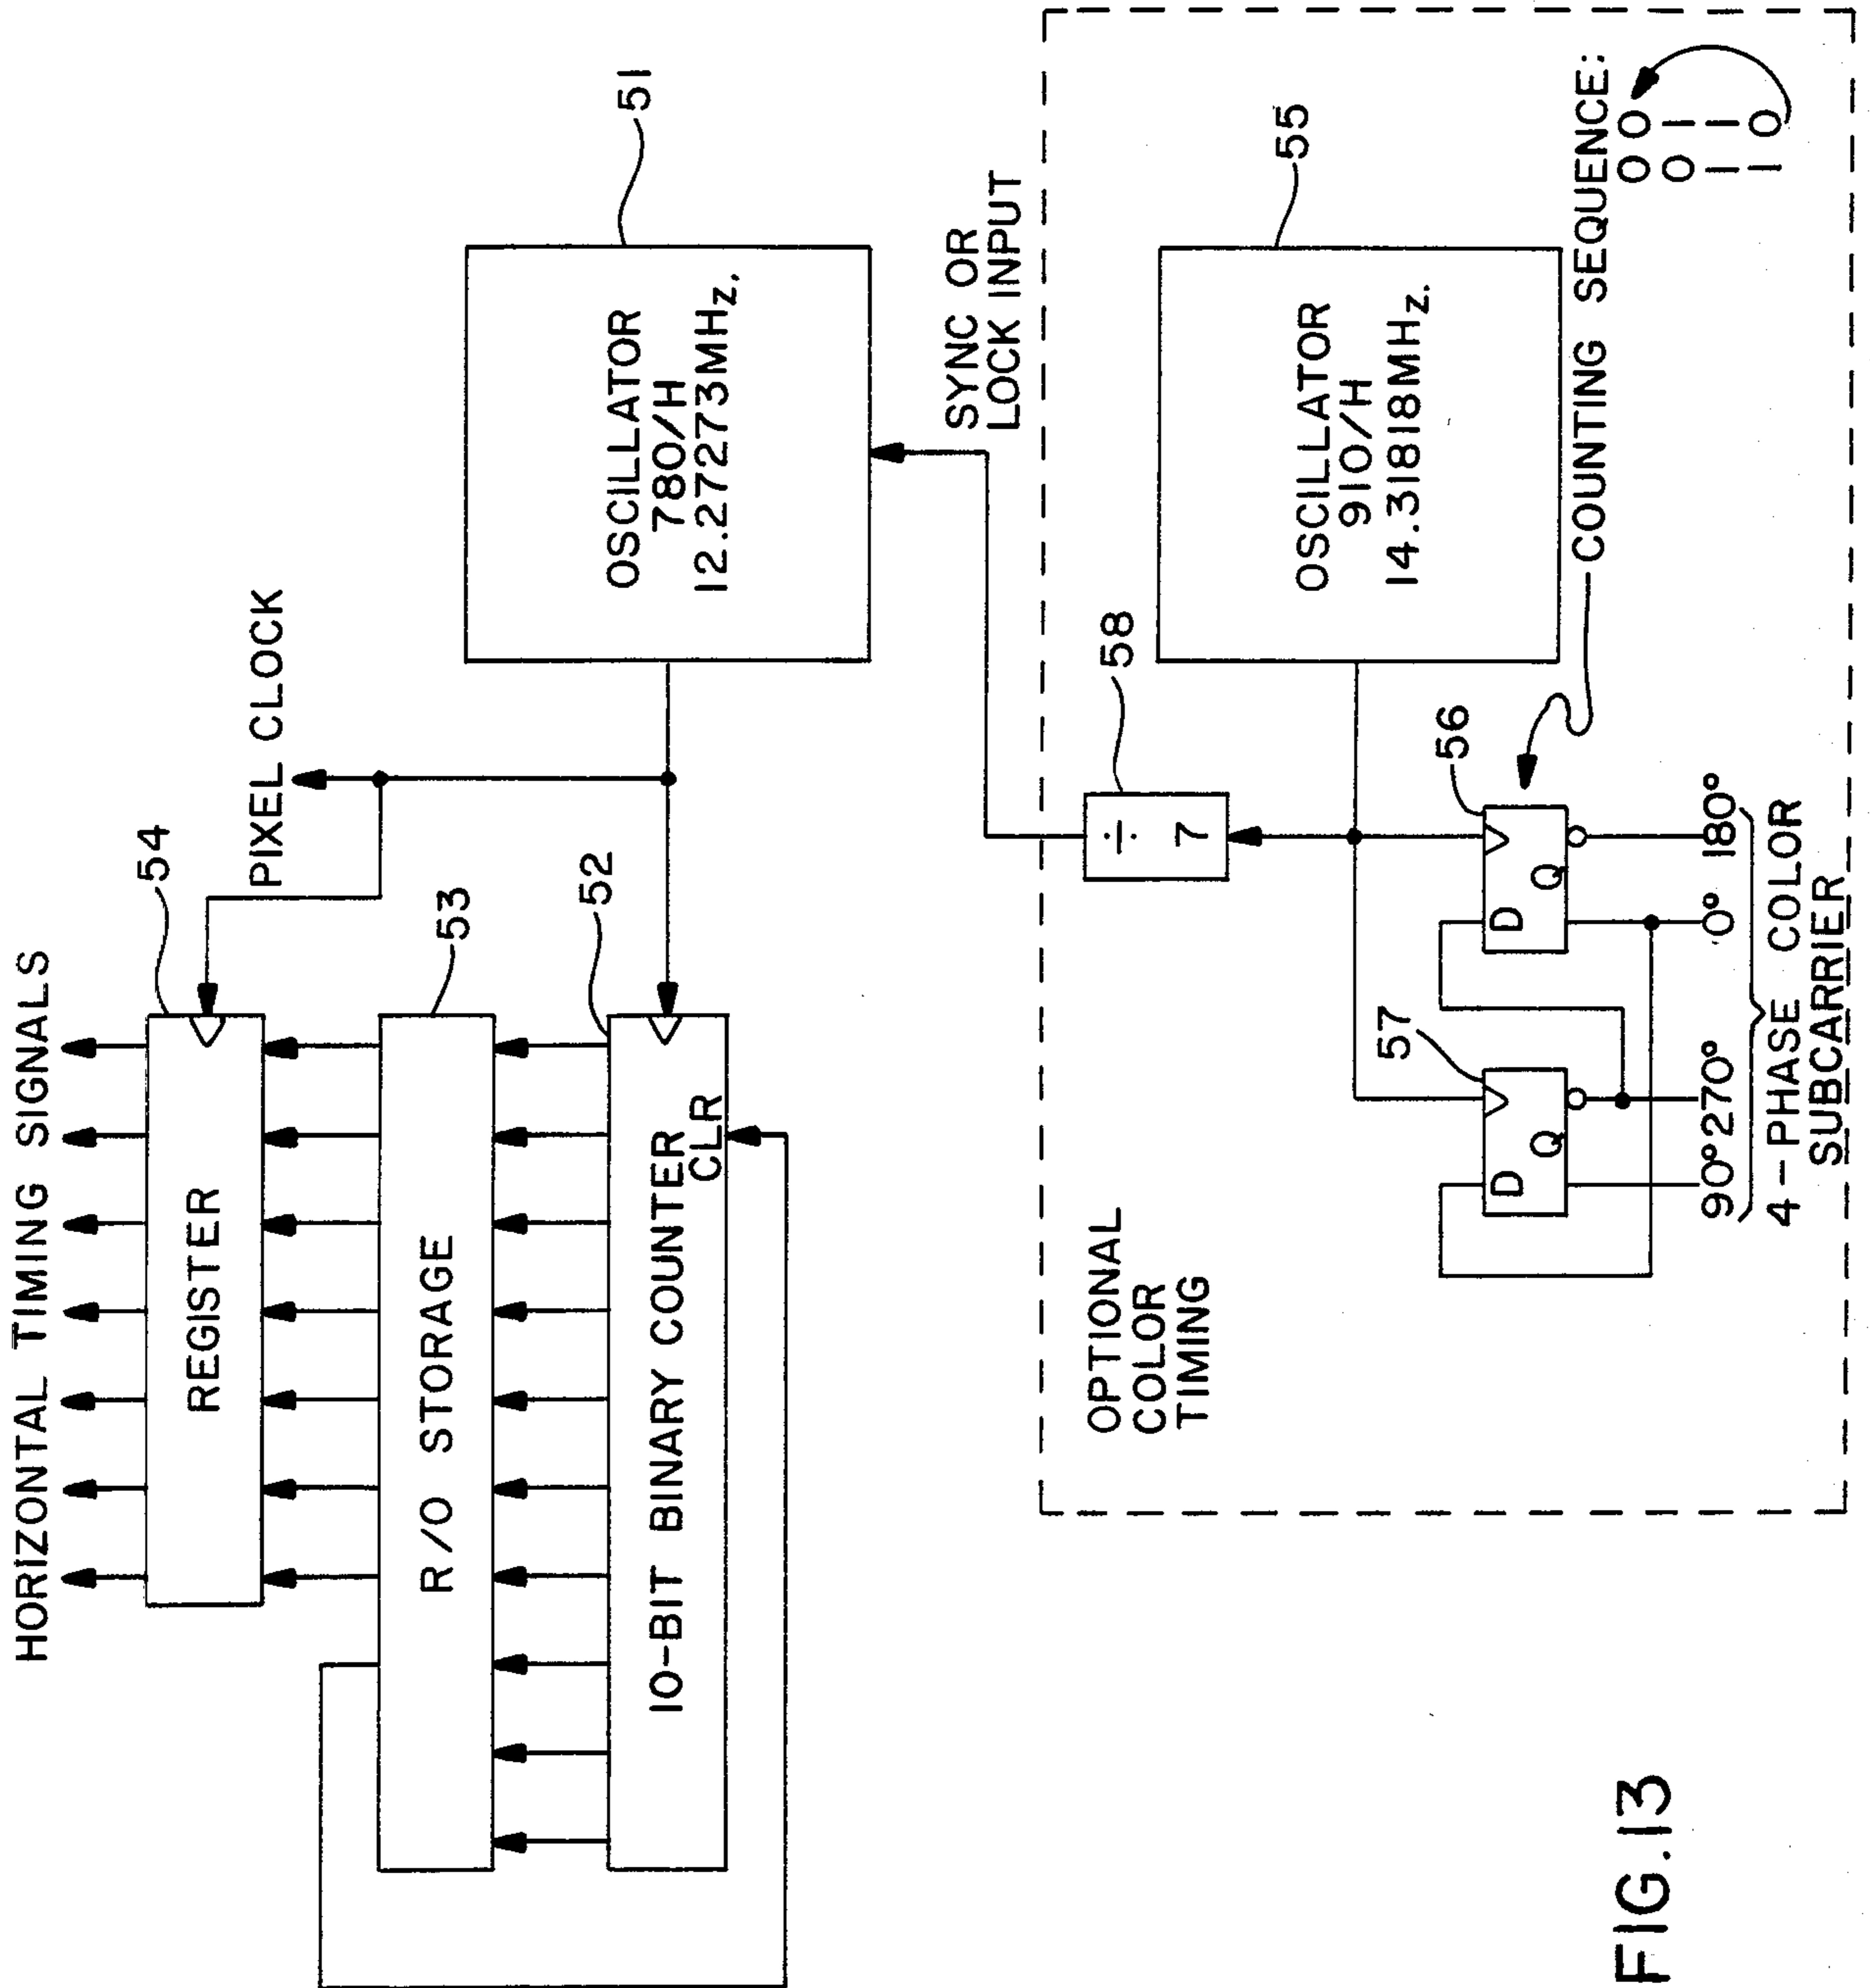 HORIZONTAL TIMING SIGNALS
54
REGISTER
PIXEL CLOCK
53
R/O STORAGE
52
10-BIT BINARY COUNTER
CLR
51
OSCILLATOR
780/H
12.27273MHz.
SYNC OR
LOCK INPUT
OPTIONAL
COLOR
TIMING
58
÷
7
55
OSCILLATOR
910/H
14.31818MHz.
57
D
Q
56
D
Q
COUNTING SEQUENCE:
0 0
0 1
1 1
1 0
90° 270° 0° 180°
4-PHASE COLOR
SUBCARRIER
FIG.13